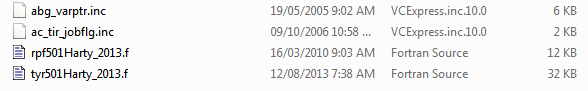 abg_varptr.inc 19/05/2005 9:02 AM VCExpress.inc.10.0 6 KB
ac_tir_jobflg.inc 09/10/2006 10:58 ... VCExpress.inc.10.0 2 KB
rpf501Harty_2013.f 16/03/2010 9:03 AM Fortran Source 12 KB
tyr501Harty_2013.f 12/08/2013 7:38 AM Fortran Source 32 KB